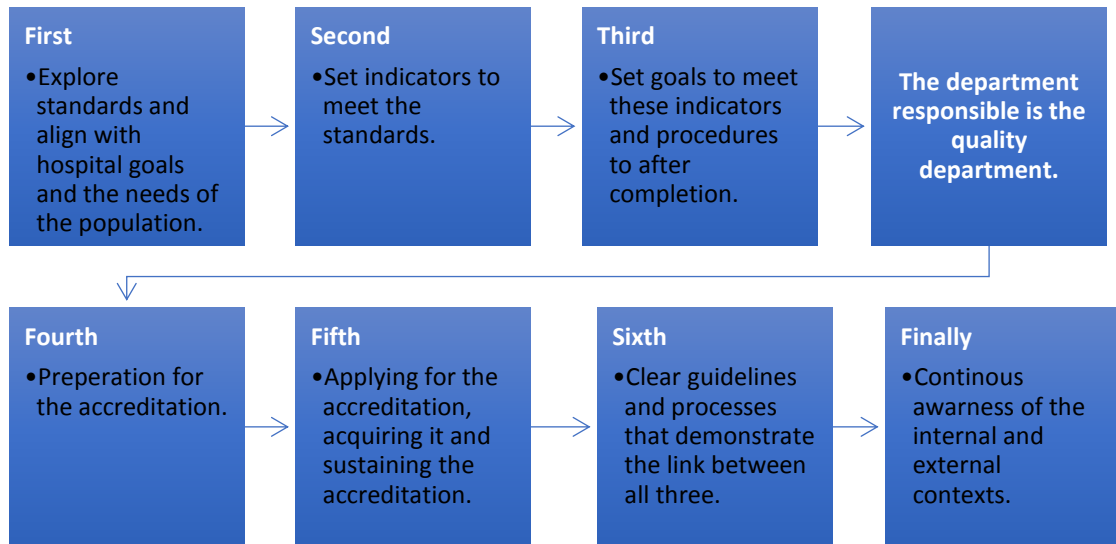 First
•Explore
standards and
align with
hospital goals
and the needs of
the population.
Second
•Set indicators to
meet the
standards.
Third
•Set goals to meet
these indicators
and procedures
to after
completion.
The department
responsible is the
quality
department.
Fourth
•Preperation for
the accreditation.
Fifth
•Applying for the
accreditation,
acquiring it and
sustaining the
accreditation.
Sixth
•Clear guidelines
and processes
that demonstrate
the link between
all three.
Finally
•Continous
awarness of the
internal and
external
contexts.